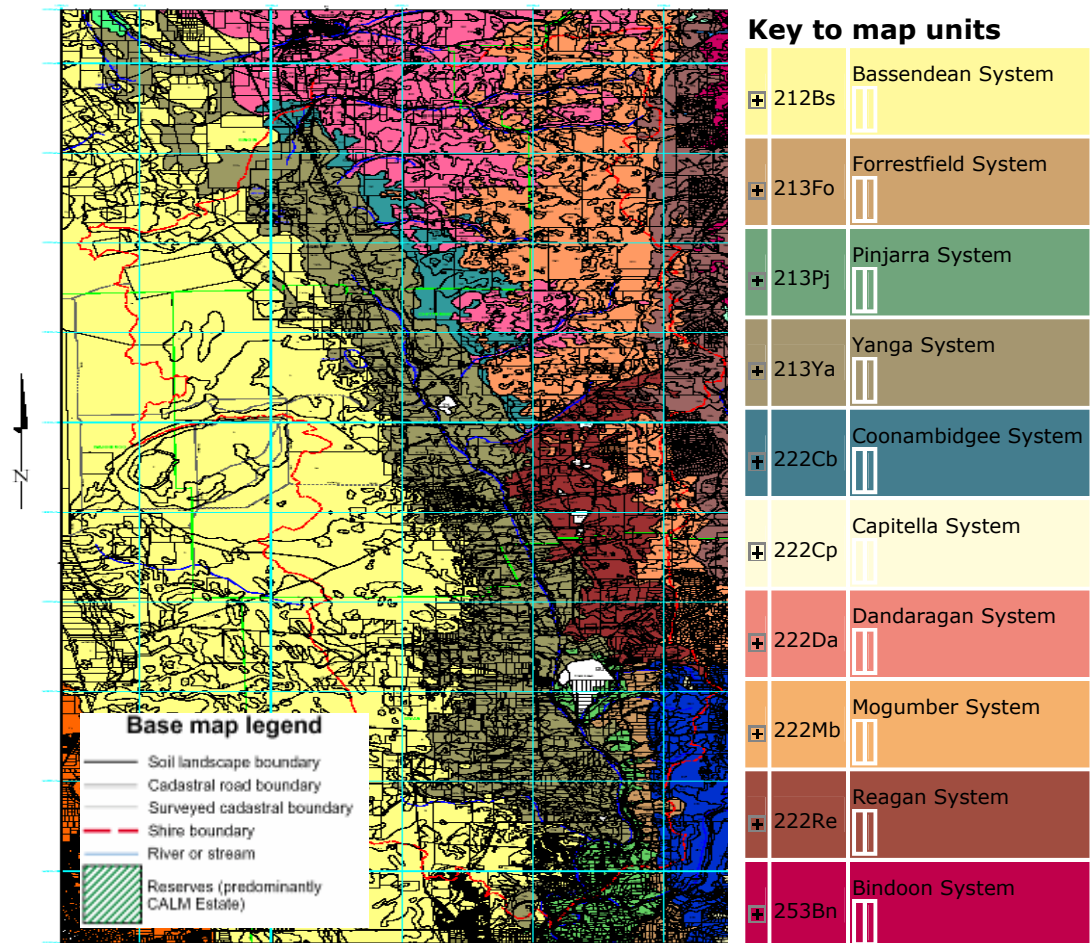 N
Base map legend
Soil landscape boundary
Cadastral road boundary
Surveyed cadastral boundary
Shire boundary
River or stream
Reserves (predominantly
CALM Estate)
Key to map units
212Bs Bassendean System
213Fo Forrestfield System
213Pj Pinjarra System
213Ya Yanga System
222Cb Coonambidgee System
222Cp Capitella System
222Da Dandaragan System
222Mb Mogumber System
222Re Reagan System
253Bn Bindoon System